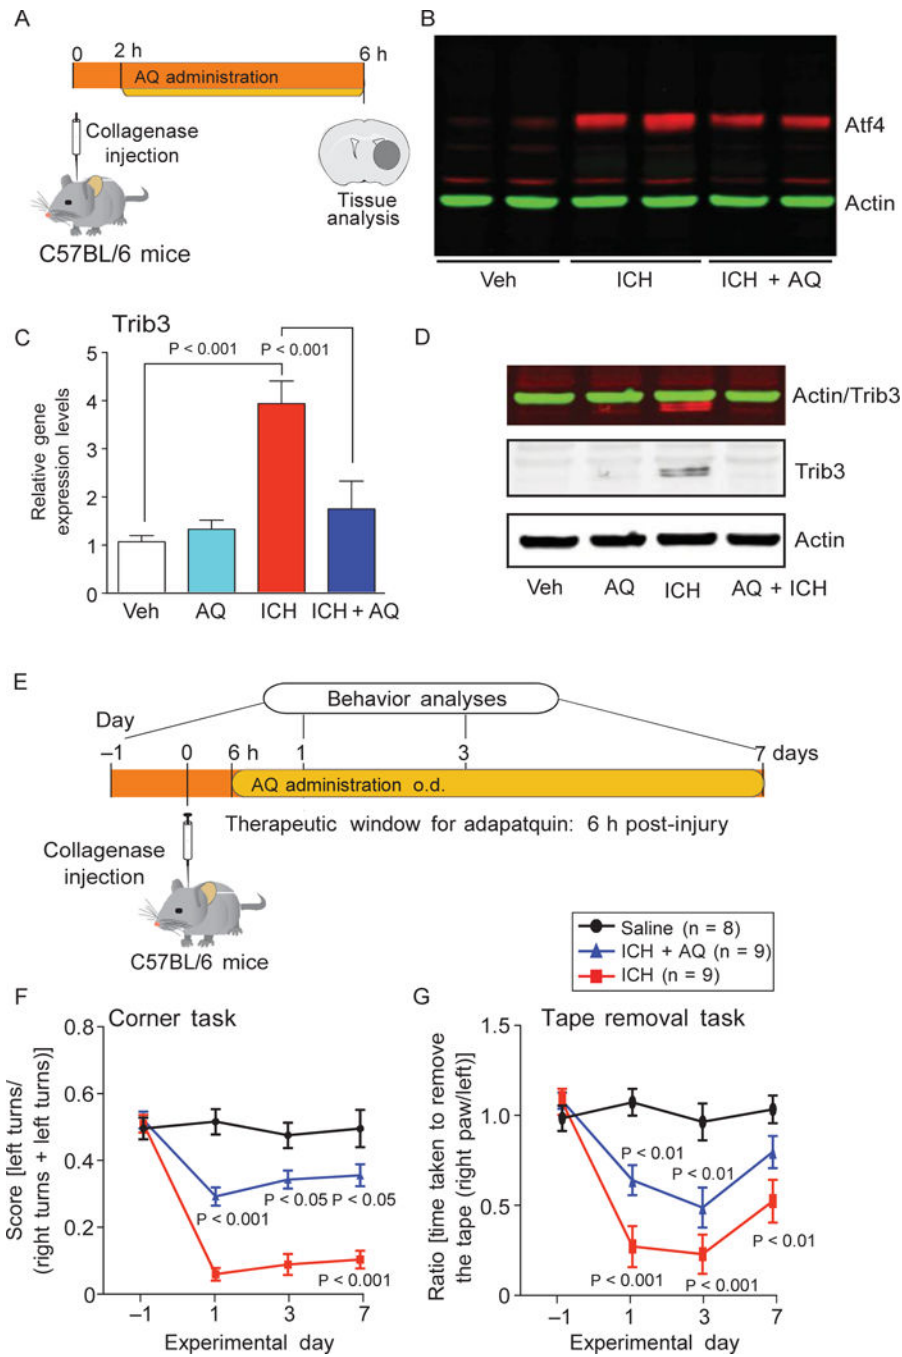 A
0
2 h
6 h
AQ administration
Collagenase
injection
C57BL/6 mice
Tissue
analysis
B
Atf4
Actin
Veh
ICH
ICH + AQ
C
Trib3
P < 0.001
P < 0.001
Relative gene
expression levels
5
4
3
2
1
0
Veh
AQ
ICH
ICH + AQ
D
Actin/Trib3
Trib3
Actin
Veh
AQ
ICH
AQ + ICH
E
Behavior analyses
Day
–1
0
6 h
1
3
7 days
AQ administration o.d.
Therapeutic window for adapatquin: 6 h post-injury
Collagenase
injection
C57BL/6 mice
Saline (n = 8)
ICH + AQ (n = 9)
ICH (n = 9)
F
Corner task
Score [left turns/
(right turns + left turns)]
0.8
0.6
0.4
0.2
0
P < 0.001
P < 0.05
P < 0.05
P < 0.001
–1
1
3
7
Experimental day
G
Tape removal task
Ratio [time taken to remove
the tape (right paw/left)]
1.5
1.0
0.5
0
P < 0.01
P < 0.01
P < 0.01
P < 0.001
P < 0.001
–1
1
3
7
Experimental day